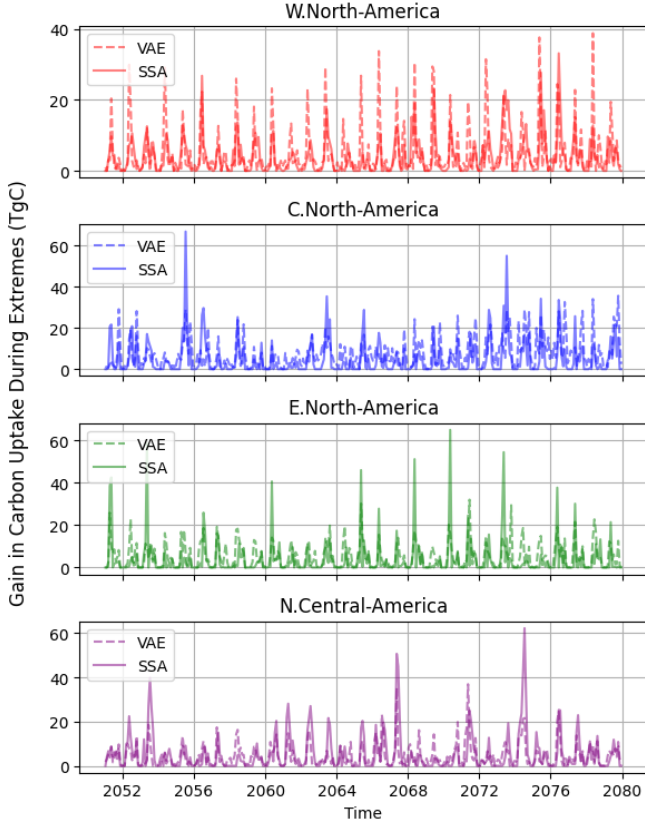 W.North-America
40
20
0
VAE
SSA
C.North-America
60
40
20
0
VAE
SSA
E.North-America
60
40
20
0
VAE
SSA
N.Central-America
60
40
20
0
VAE
SSA
2052 2056 2060 2064 2068 2072 2076 2080
Time
Gain in Carbon Uptake During Extremes (TgC)